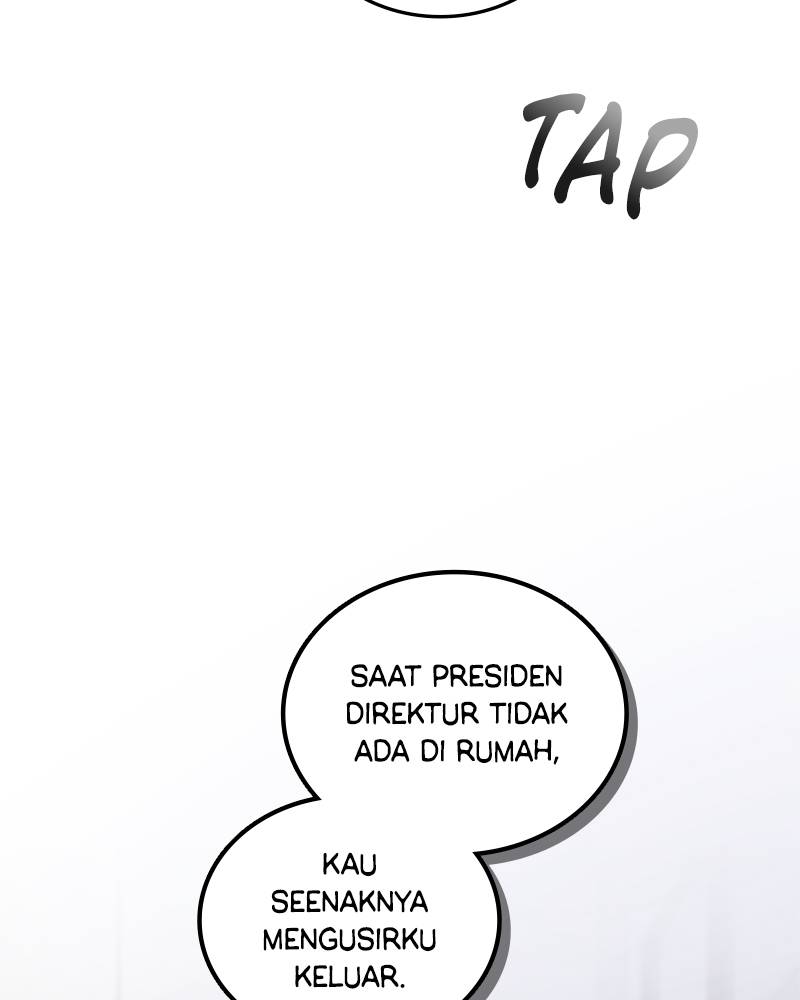 TAP
SAAT PRESIDEN
DIREKTUR TIDAK
ADA DI RUMAH,
KAU
SEENAKNYA
MENGUSIRKU
KELUAR.